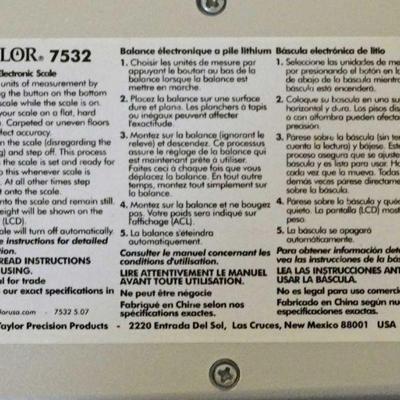 LOR® 7532
Electronic Scale
units of measurement by
ng the button on the bottom
cale while the scale is on.
our scale on a flat, hard
Carpeted or uneven floors
fect accuracy.
n the scale (disregarding the
g) and step off. This process
the scale is set and ready for
this whenever scale is
At all other times step
t onto the scale.
to the scale and remain still.
eight will be shown on the
(LCD).
ale will turn off automatically.
e instructions for detailed
tion.
READ INSTRUCTIONS
USING.
al for trade
our exact specifications in
Balance électronique a pile lithium
1. Choisir les unités de mesure par
appuyant le bouton au bas de la
balance lorsque la balance est
mettre en marche.
2. Placez la balance sur une surface
dure et plans. Les planchers à tapis
ou inégaux peuvent affecter
l'exactitude.
3. Montez sur la balance (ignorant le
relevé) et descendez. Ce processus
assure le réglage de la balance qui
est maintenant prête à utiliser.
Faites ceci à chaque fois que vous
déplacez la balance. En tout autre
temps, montez tout simplement sur
la balance.
4. Montez sur la balance et ne bougez
pas. Votre poids sera indiqué sur
l'affichage (ACL).
5. La balance s'éteindra
automatiquement.
Consulter le manuel concernant les
conditions d'utilisation.
LIRE ATTENTIVEMENT LE MANUEL
AVANT TOUTE UTILISATION.
Ne peut être négocie
Fabriqué en Chine selon nos
spécifications exactes.
Báscula electrónica de litio
1. Seleccione las unidades de me
por presionando el botón en la
de abajo de la báscula mientra
báscula está encenderá.
2. Coloque su báscula en una su
horizontal y dura. Los pisos dis
o con alfombra pueden afectar
precisión.
3. Párese sobre la báscula (sin ten
cuenta la lectura) y bájese. Este
proceso asegura que se ajuste
báscula y es lista para usar. Ha
cada vez que la mueva. Todas
demás veces párese directamen
sobre la báscula.
4. Párese sobre la báscula y quéd
quieto. La pantalla (LCD) most
peso.
5. La báscula se apagará
automáticamente.
Para obtener información deta
vea las instrucciones de la bás
LEA LAS INSTRUCCIONES ANT
USAR LA BÁSCULA.
No es legal para uso comercia
Fabricado en China según nu
especificaciones exactas.
lorusa.com - 7532 5.07
Taylor Precision Products - 2220 Entrada Del Sol, Las Cruces, New Mexico 88001 USA